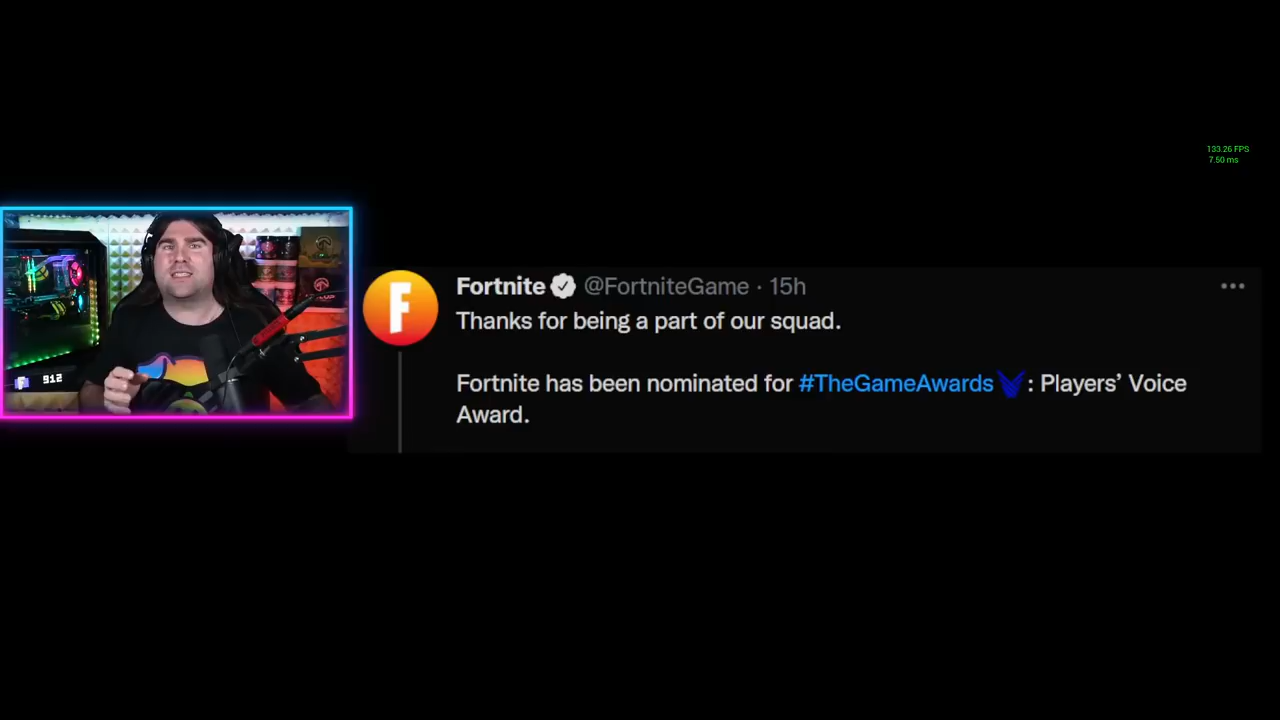 133.26 FPS
7.50 ms
Fortnite @FortniteGame · 15h
Thanks for being a part of our squad.
Fortnite has been nominated for #TheGameAwards : Players’ Voice
Award.
F
912